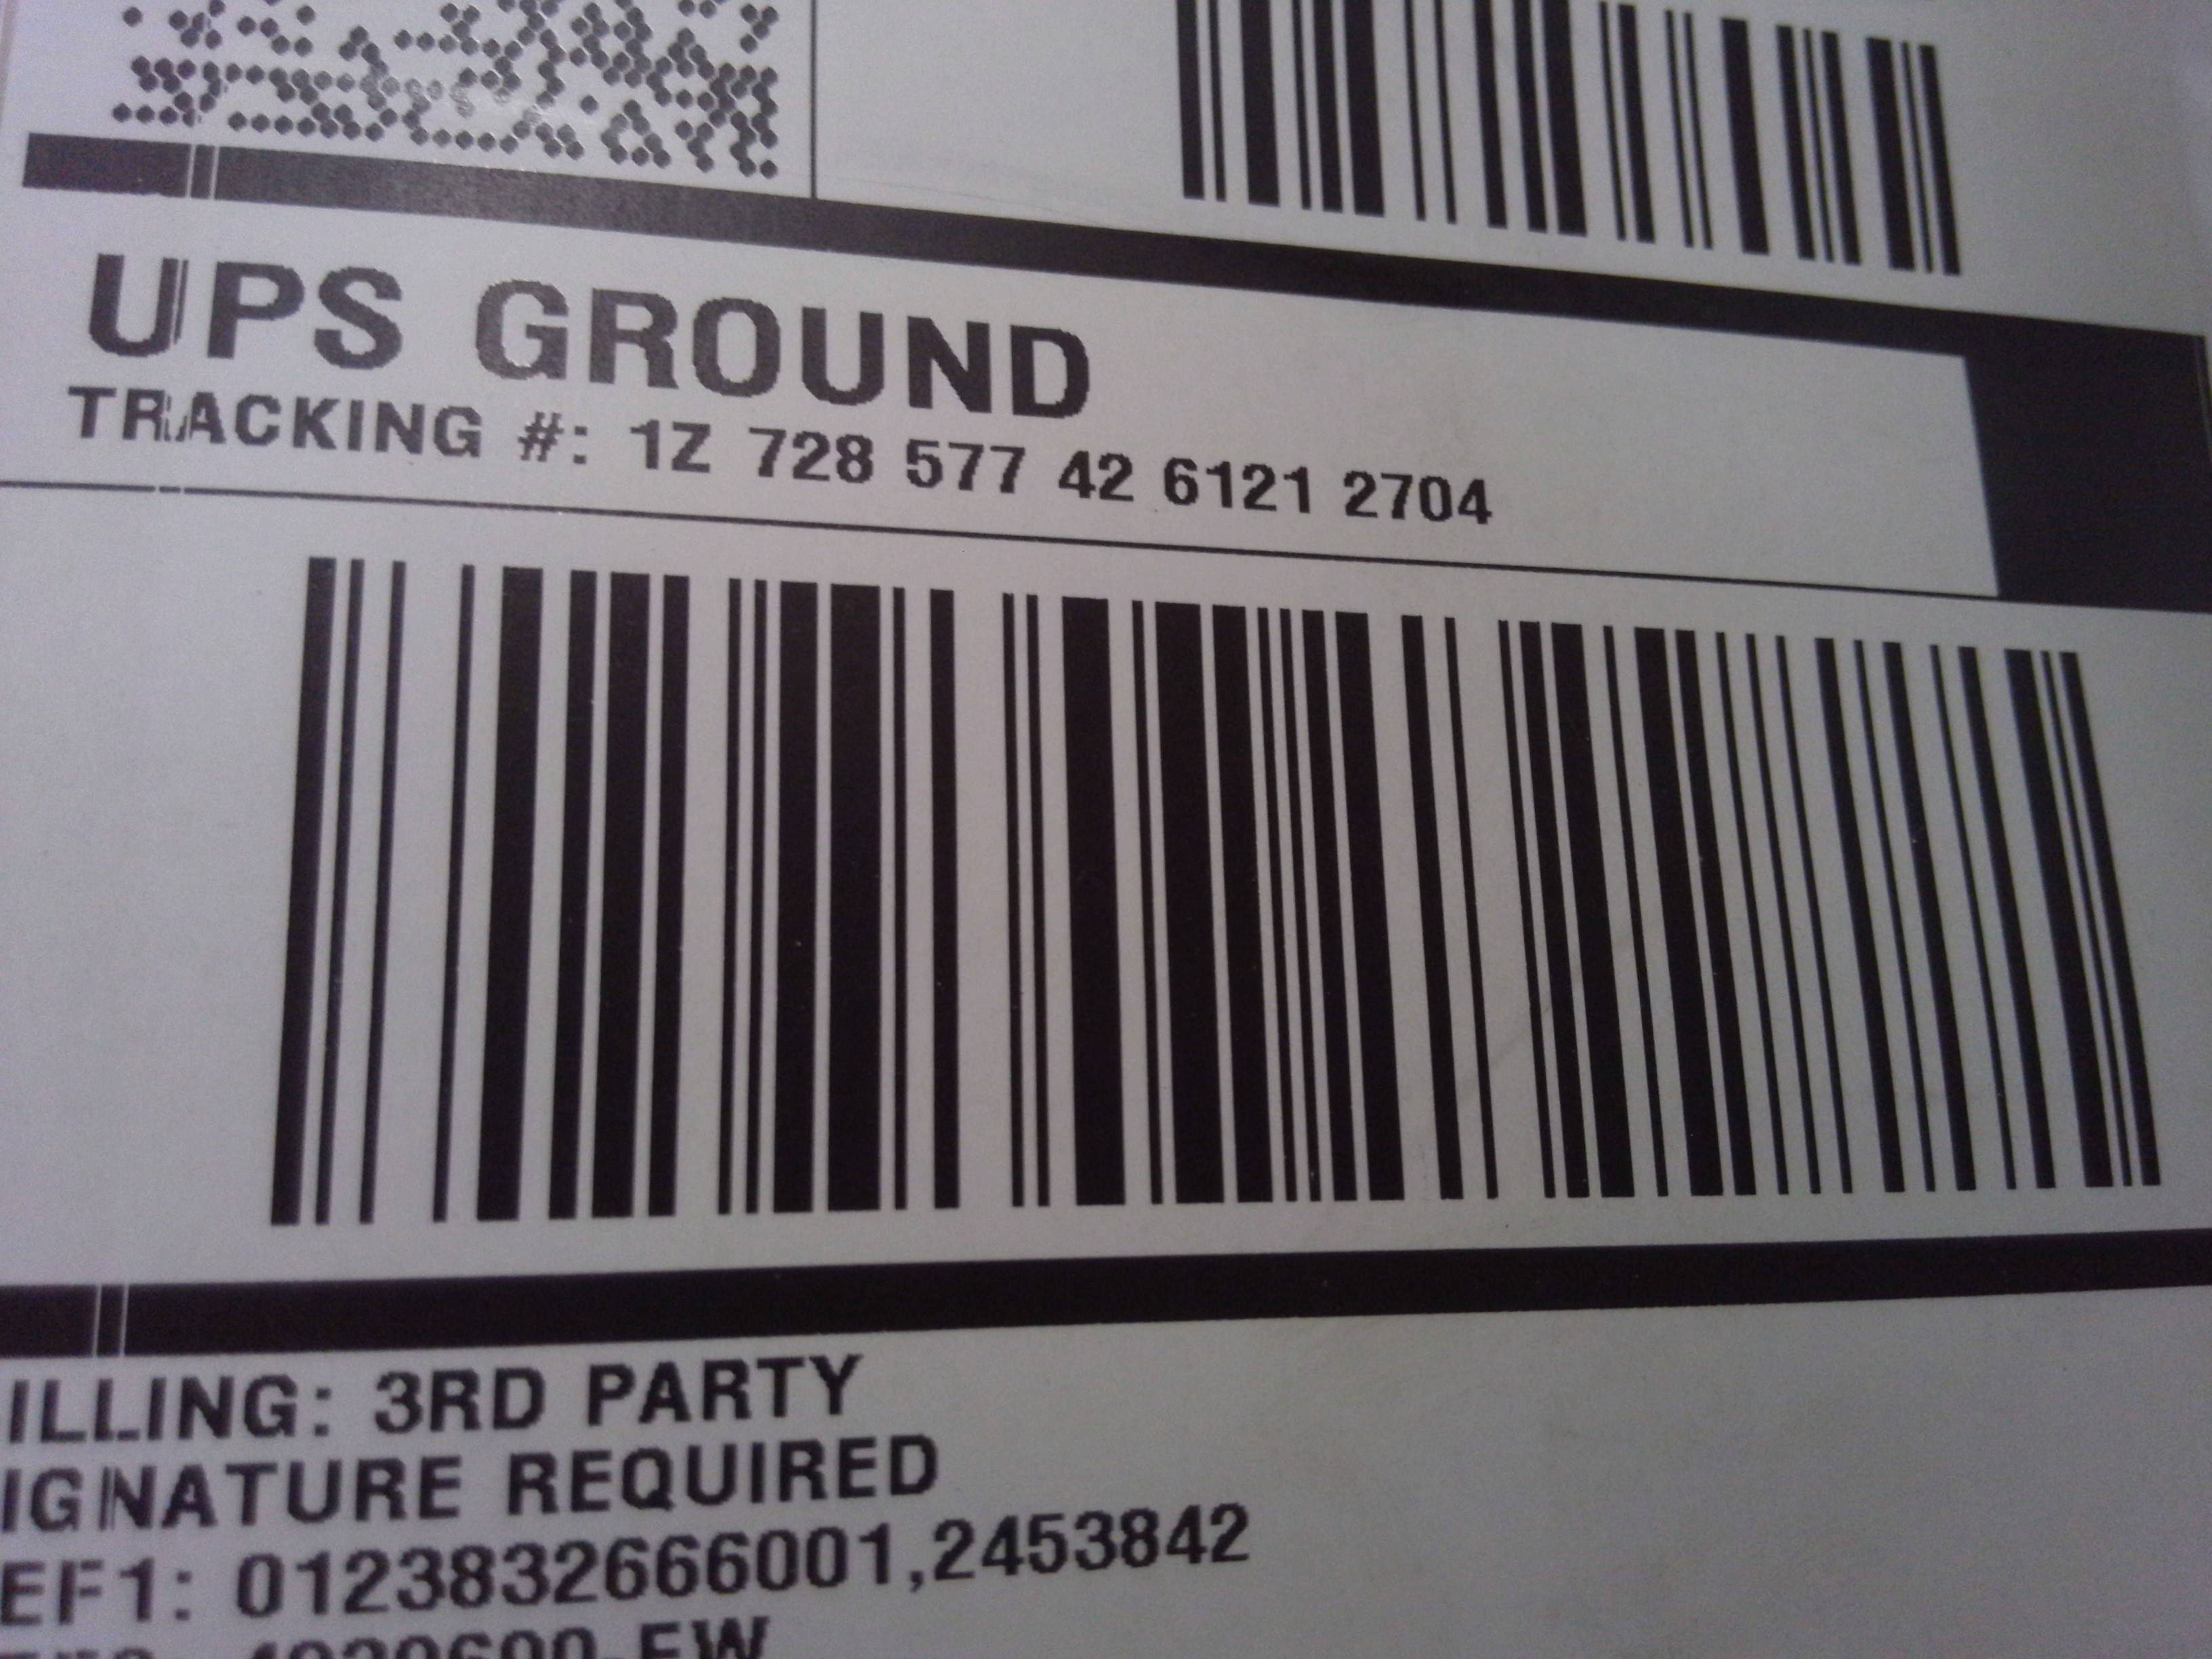 UPS GROUND
TRACKING #: 1Z 728 577 42 6121 2704
ILLING: 3RD PARTY
IGNATURE REQUIRED
EF1: 0123832666001,2453842